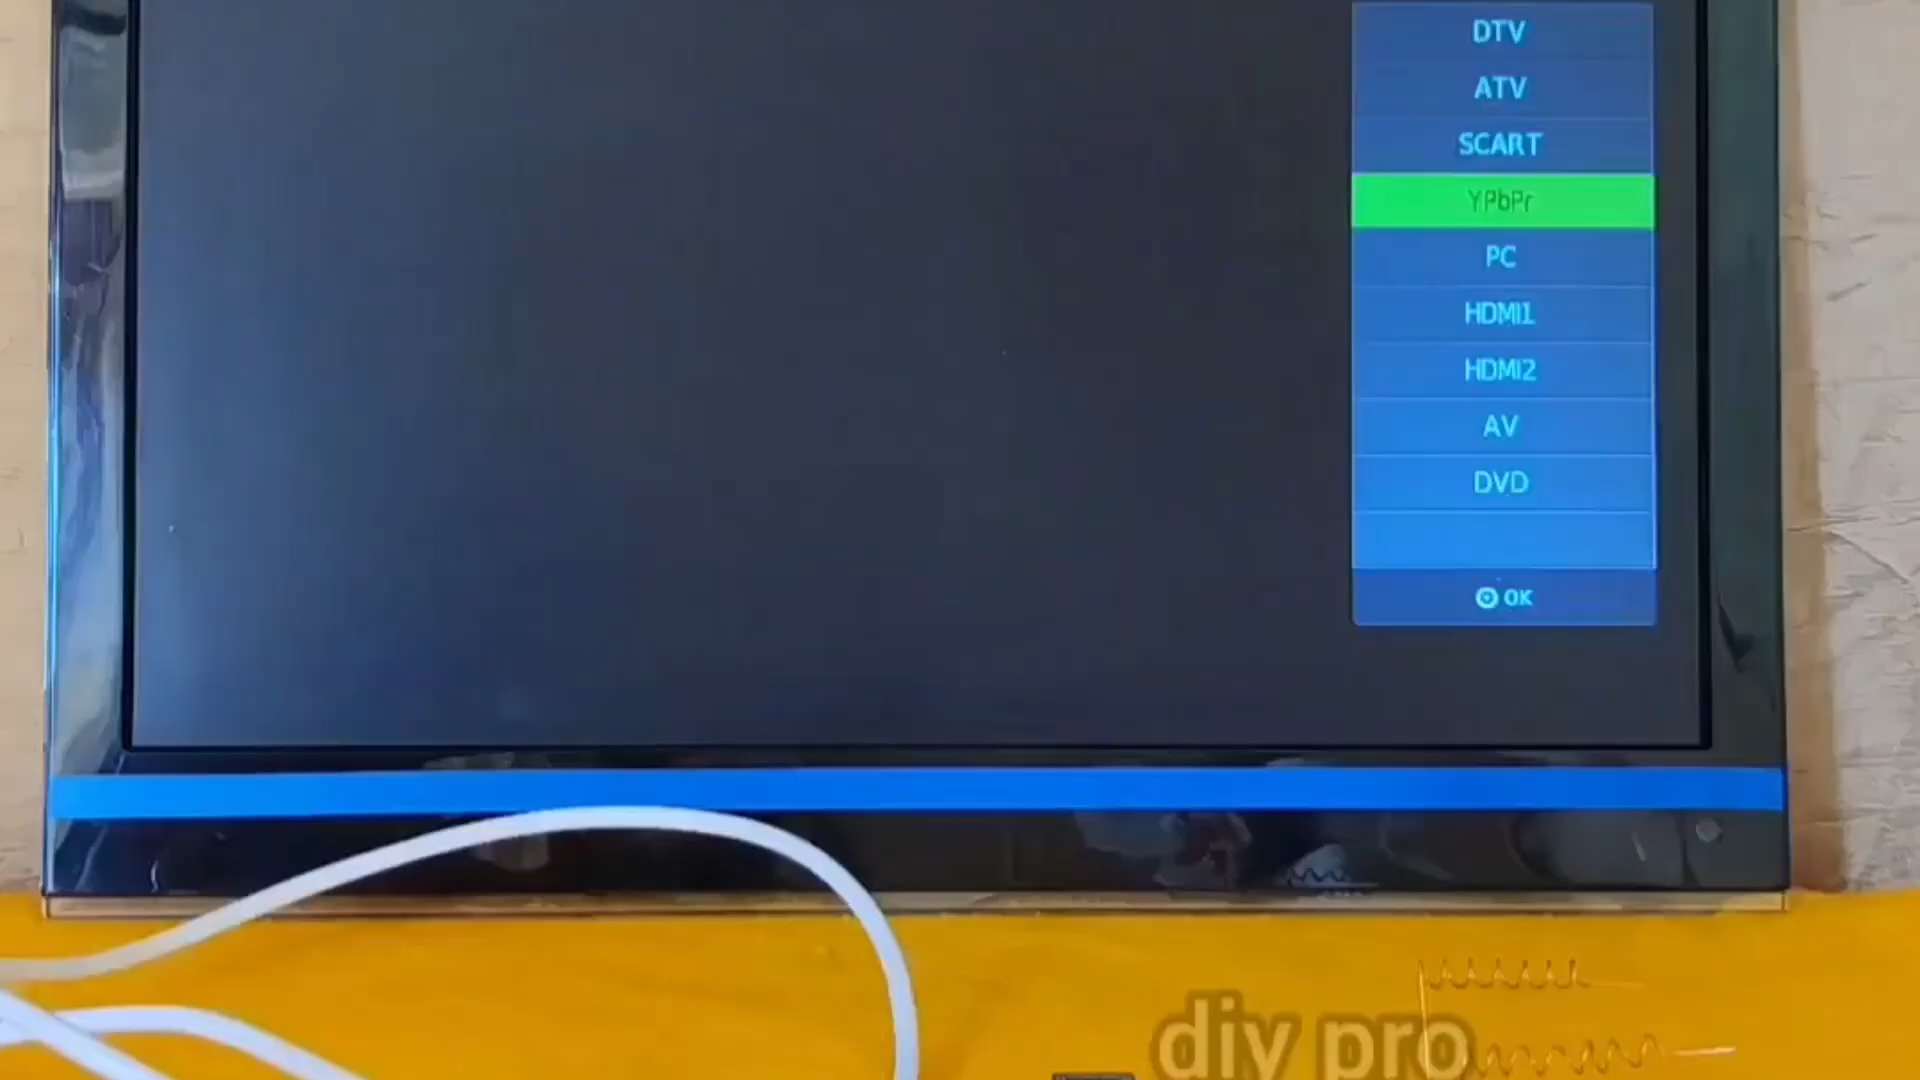 DTV
ATV
SCART
YPbPr
PC
HDMI1
HDMI2
AV
DVD
OK
diy pro